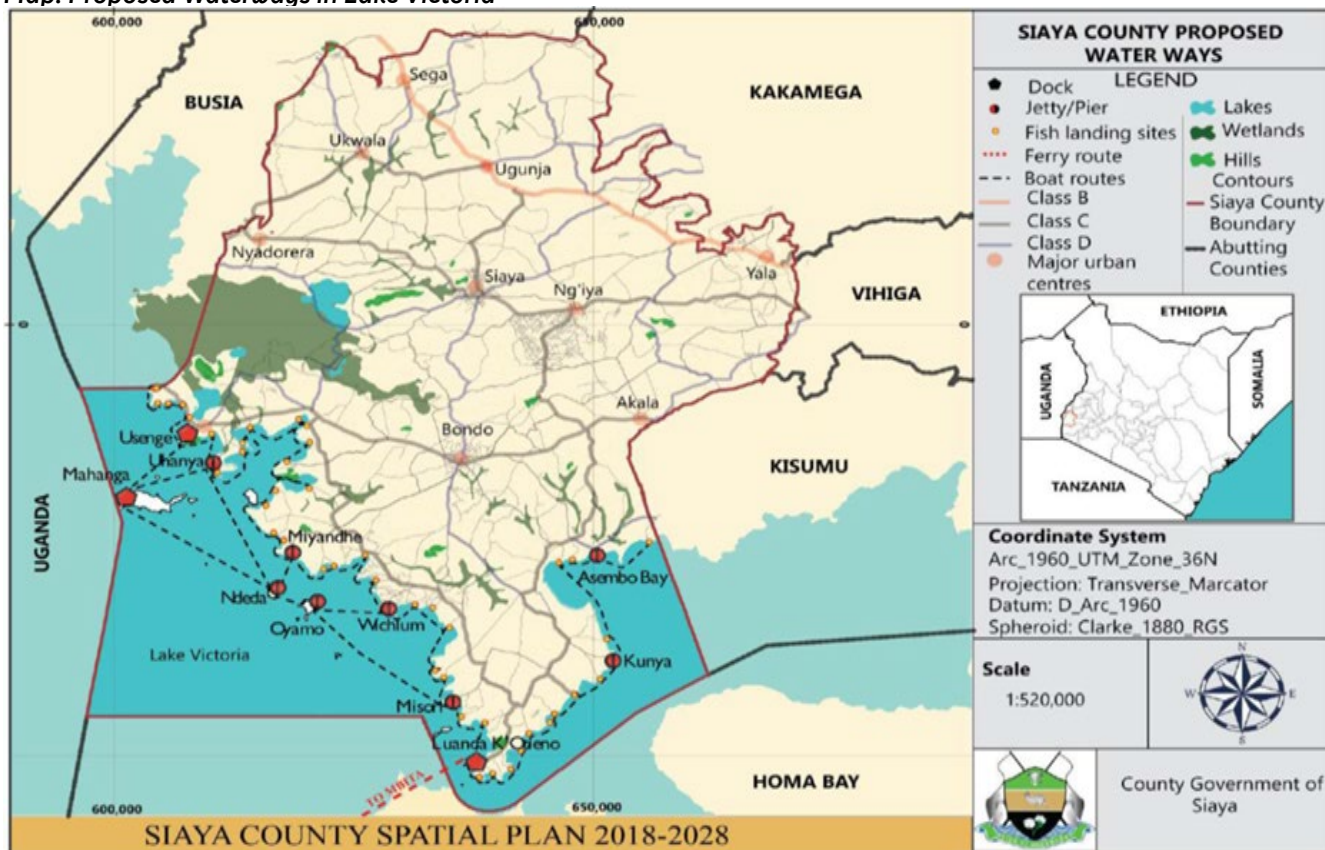 Map: Proposed Waterways in Lake Victoria
600,000
650,000
BUSIA
KAKAMEGA
Sega
Ukwala
Ugunja
Nyadorera
Siaya
Ng'iya
Yala
VIHIGA
0
0
Akala
Bondo
Usenge
Uhanya
Mahanga
KISUMU
UGANDA
Miyandhe
Asembo Bay
Ndeda
Oyamo
Wichlum
Lake Victoria
Kunya
Misori
Luanda K'Otieno
TO MBITA
HOMA BAY
600,000
650,000
SIAYA COUNTY SPATIAL PLAN 2018-2028
SIAYA COUNTY PROPOSED
WATER WAYS
LEGEND
Dock
Jetty/Pier
Fish landing sites
Ferry route
Boat routes
Class B
Class C
Class D
Major urban
centres
Lakes
Wetlands
Hills
Contours
Siaya County
Boundary
Abutting
Counties
ETHIOPIA
UGANDA
SOMALIA
TANZANIA
Coordinate System
Arc_1960_UTM_Zone_36N
Projection: Transverse_Marcator
Datum: D_Arc_1960
Spheroid: Clarke_1880_RGS
Scale
1:520,000
N
W
E
S
County Government of
Siaya